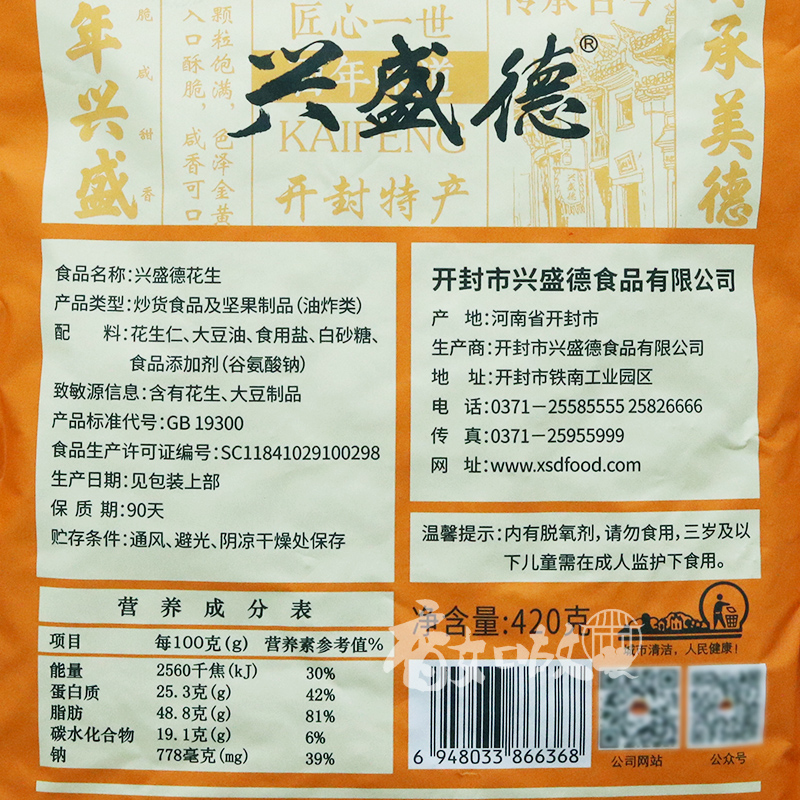 年兴盛
脆咸甜香
颗粒饱满，色泽金黄
入口酥脆，咸香可口
匠心一世
传承古今
承美德
兴盛德®
KAIFENG
开封特产
食品名称:兴盛德花生
产品类型:炒货食品及坚果制品(油炸类)
配 料:花生仁、大豆油、食用盐、白砂糖、
食品添加剂(谷氨酸钠)
致敏源信息:含有花生、大豆制品
产品标准代号:GB 19300
食品生产许可证编号:SC11841029100298
生产日期:见包装上部
保 质 期:90天
贮存条件:通风、避光、阴凉干燥处保存
开封市兴盛德食品有限公司
产 地:河南省开封市
生产商:开封市兴盛德食品有限公司
地 址:开封市铁南工业园区
电 话:0371－25585555 25826666
传 真:0371－25955999
网 址:www.xsdfood.com
温馨提示:内有脱氧剂,请勿食用,三岁及以
下儿童需在成人监护下食用。
营 养 成 分 表
项目 每100克(g) 营养素参考值%
能量 2560千焦(kJ) 30%
蛋白质 25.3克(g) 42%
脂肪 48.8克(g) 81%
碳水化合物 19.1克(g) 6%
钠 778毫克(mg) 39%
净含量:420克
城市清洁，人民健康！
6 948033 866368
公司网站
公众号